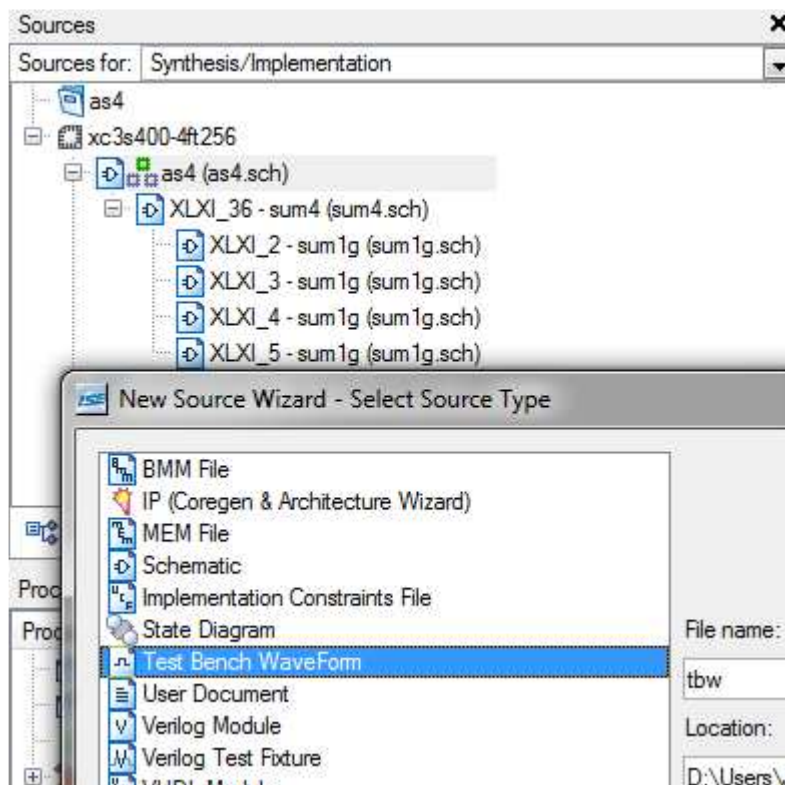 Sources
Sources for: Synthesis/Implementation
as4
xc3s400-4ft256
as4 (as4.sch)
XLXI_36 - sum4 (sum4.sch)
XLXI_2 - sum1g (sum1g.sch)
XLXI_3 - sum1g (sum1g.sch)
XLXI_4 - sum1g (sum1g.sch)
XLXI_5 - sum1g (sum1g.sch)
ISE New Source Wizard - Select Source Type
BMM File
IP (Coregen & Architecture Wizard)
MEM File
Schematic
Implementation Constraints File
State Diagram
Test Bench WaveForm
User Document
Verilog Module
Verilog Test Fixture
Proc
Proc
File name:
tbw
Location:
D:\Users\